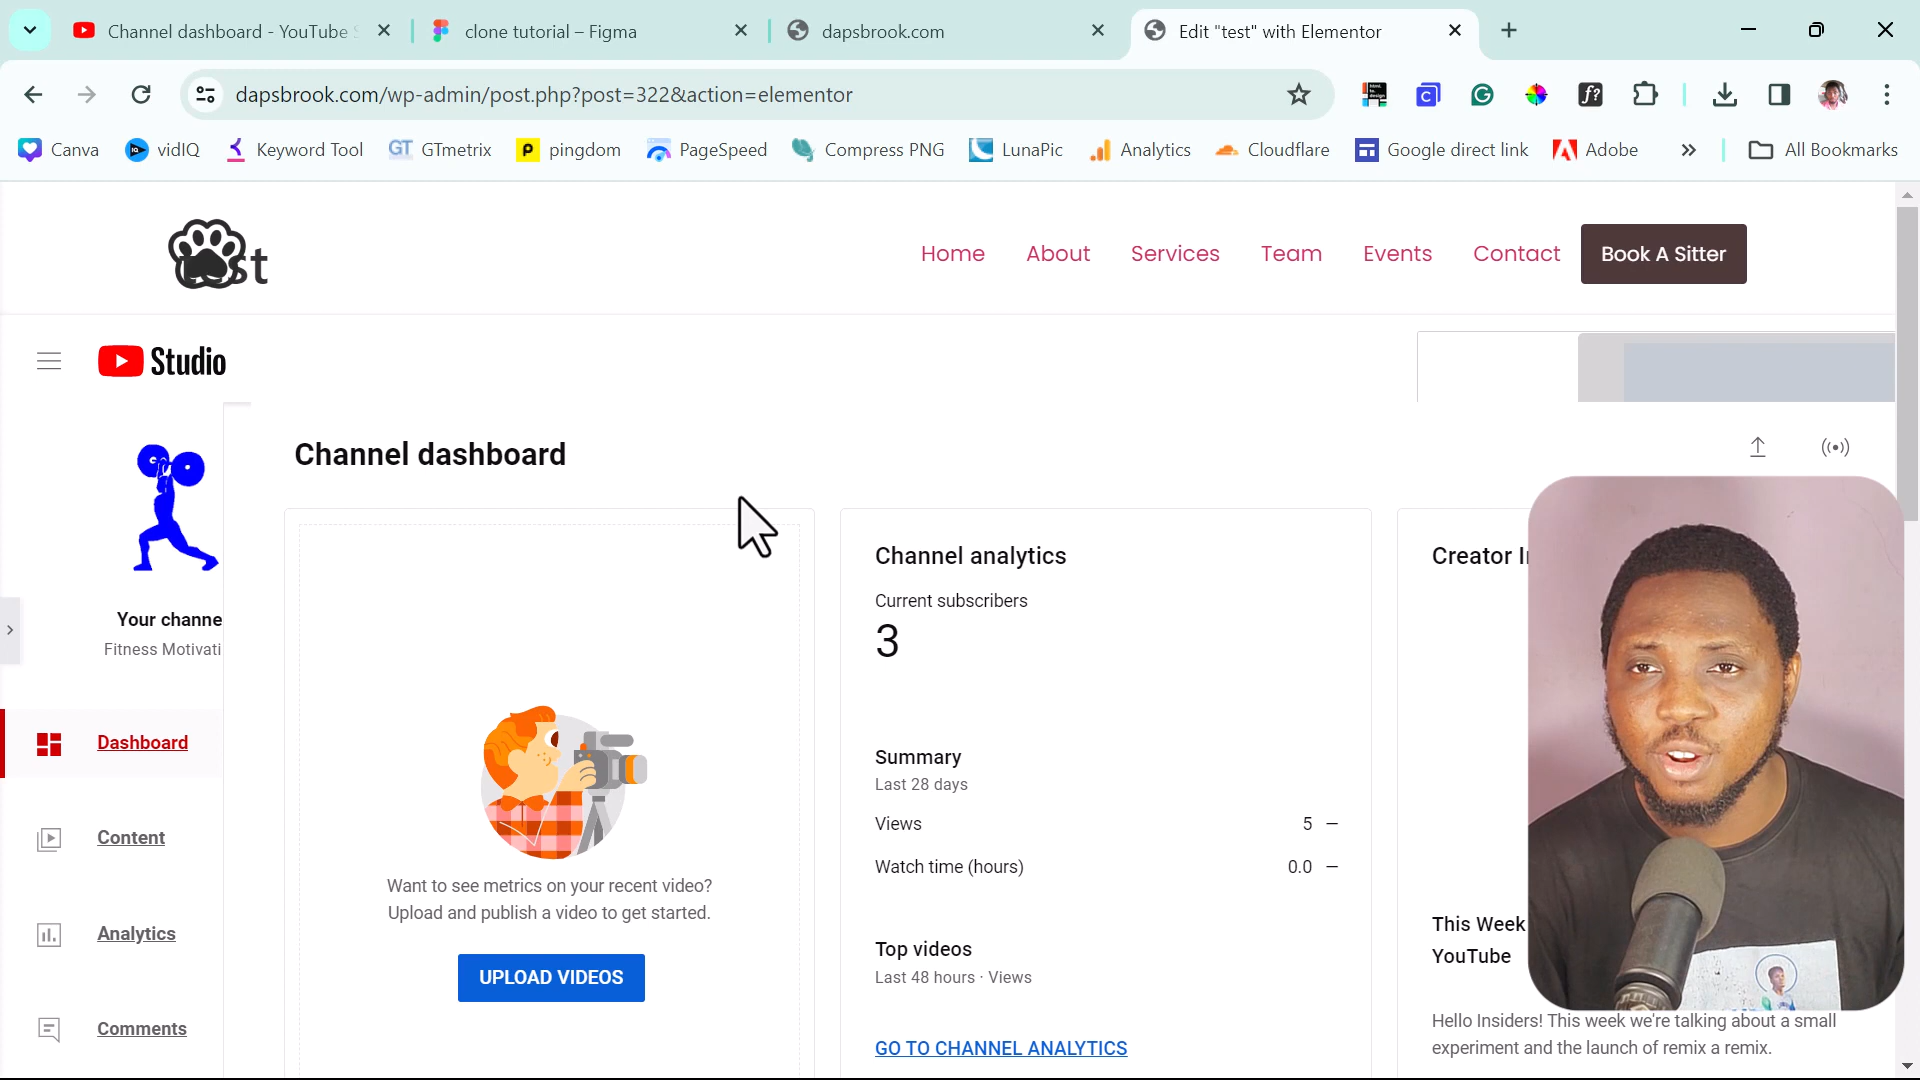 Channel dashboard - YouTube S
clone tutorial – Figma
dapsbrook.com
Edit "test" with Elementor
dapsbrook.com/wp-admin/post.php?post=322&action=elementor
Canva
vidIQ
Keyword Tool
GT GTmetrix
p pingdom
PageSpeed
Compress PNG
LunaPic
Analytics
Cloudflare
Google direct link
Adobe
All Bookmarks
Home
About
Services
Team
Events
Contact
Book A Sitter
Studio
Channel dashboard
Your channe
Fitness Motivati
Dashboard
Content
Analytics
Comments
Want to see metrics on your recent video?
Upload and publish a video to get started.
UPLOAD VIDEOS
Channel analytics
Current subscribers
3
Summary
Last 28 days
Views 5 —
Watch time (hours) 0.0 —
Top videos
Last 48 hours · Views
GO TO CHANNEL ANALYTICS
Creator I
This Week
YouTube
Hello Insiders! This week we're talking about a small
experiment and the launch of remix a remix.